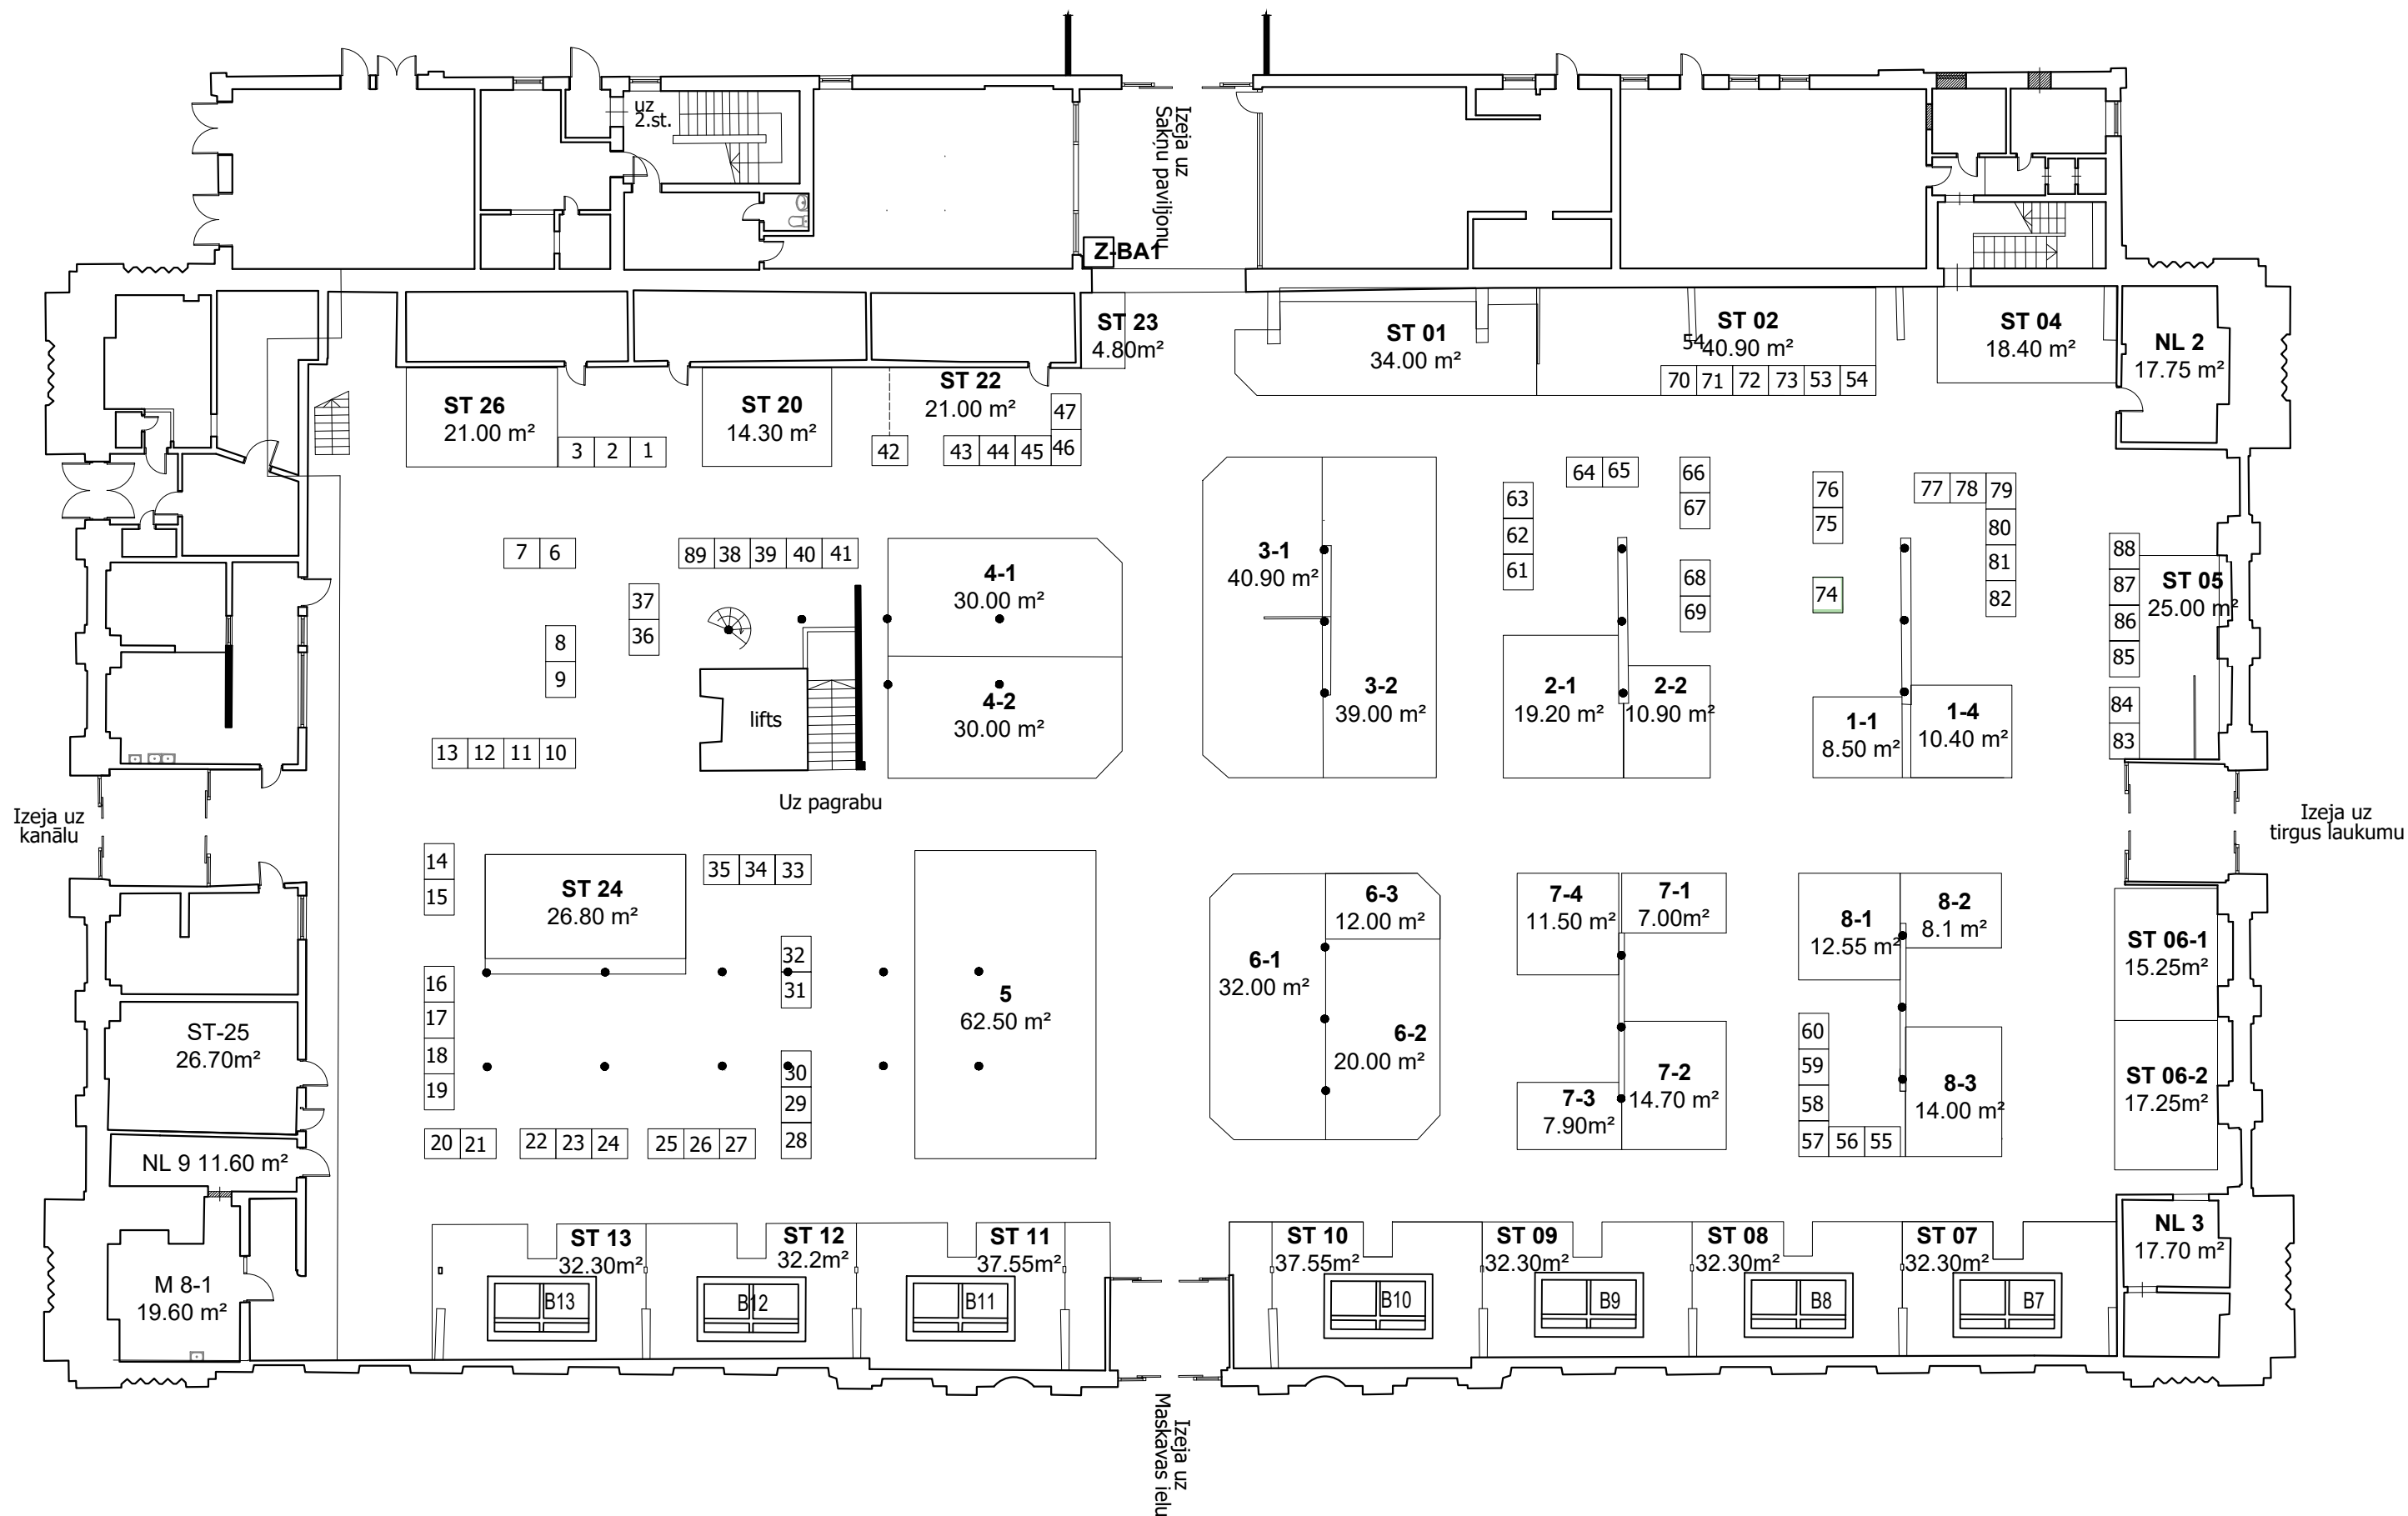 uz
2.st.
Izeja uz
Sakņu paviljonu
Z-BA1
ST 23
4.80m²
ST 01
34.00 m²
ST 02
54
40.90 m²
70 71 72 73 53 54
ST 04
18.40 m²
NL 2
17.75 m²
ST 26
21.00 m²
3 2 1
ST 20
14.30 m²
ST 22
21.00 m²
47
42
43 44 45 46
7 6
89 38 39 40 41
37
36
8
9
13 12 11 10
lifts
Uz pagrabu
4-1
30.00 m²
4-2
30.00 m²
3-1
40.90 m²
3-2
39.00 m²
64 65
63
62
61
66
67
68
69
2-1
19.20 m²
2-2
10.90 m²
76
75
74
77 78 79
80
81
82
1-1
8.50 m²
1-4
10.40 m²
88
87
86
85
84
83
ST 05
25.00 m²
Izeja uz
kanālu
Izeja uz
tirgus laukumu
14
15
ST 24
26.80 m²
35 34 33
32
31
16
17
18
19
30
29
28
20 21
22 23 24
25 26 27
5
62.50 m²
6-1
32.00 m²
6-3
12.00 m²
6-2
20.00 m²
7-4
11.50 m²
7-1
7.00m²
7-3
7.90m²
7-2
14.70 m²
8-1
12.55 m²
8-2
8.1 m²
60
59
58
57 56 55
8-3
14.00 m²
ST 06-1
15.25m²
ST 06-2
17.25m²
ST-25
26.70m²
NL 9 11.60 m²
M 8-1
19.60 m²
ST 13
32.30m²
B13
ST 12
32.2m²
B12
ST 11
37.55m²
B11
ST 10
37.55m²
B10
ST 09
32.30m²
B9
ST 08
32.30m²
B8
ST 07
32.30m²
B7
NL 3
17.70 m²
Izeja uz
Maskavas ielu